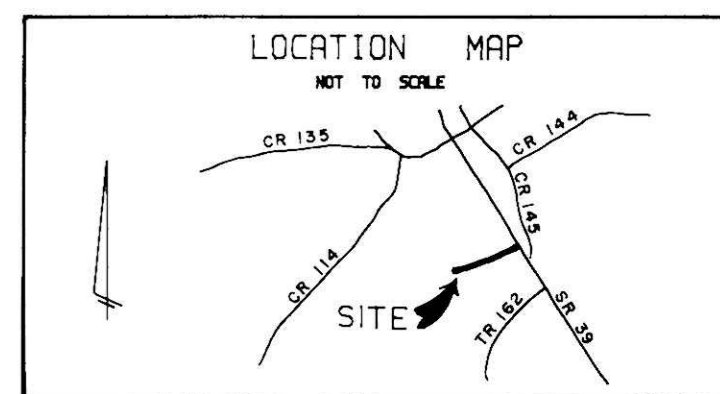 LOCATION MAP
NOT TO SCALE
CR 135
CR 144
CR 145
CR 114
SITE
TR 162
SR 39